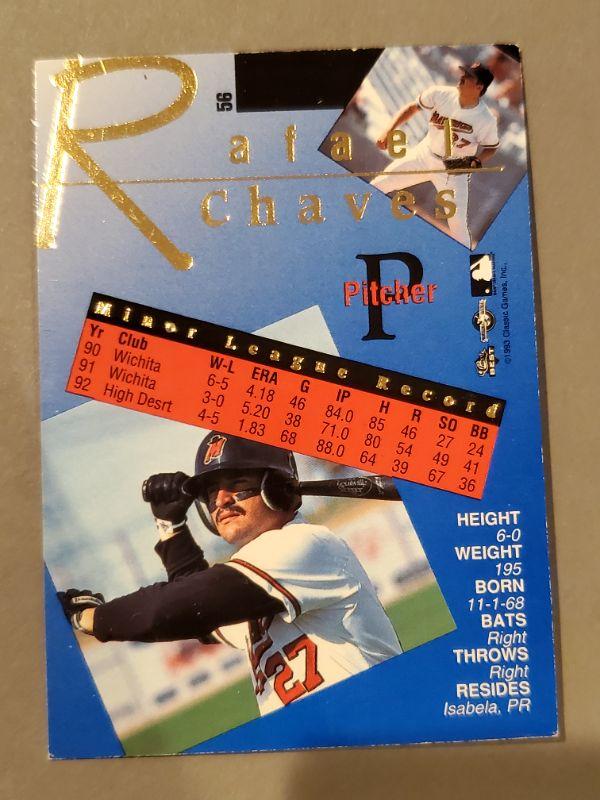 56
Rafael
Chaves
MAVERICKS
27
P
Pitcher
©1993 Classic Games, Inc.
BEST
Minor League Record
Yr Club W-L ERA G IP H R SO BB
90 Wichita 6-5 4.18 46 84.0 85 46 27 24
91 Wichita 3-0 5.20 38 71.0 80 54 49 41
92 High Desrt 4-5 1.83 68 88.0 64 39 67 36
M
27
HEIGHT
6-0
WEIGHT
195
BORN
11-1-68
BATS
Right
THROWS
Right
RESIDES
Isabela, PR